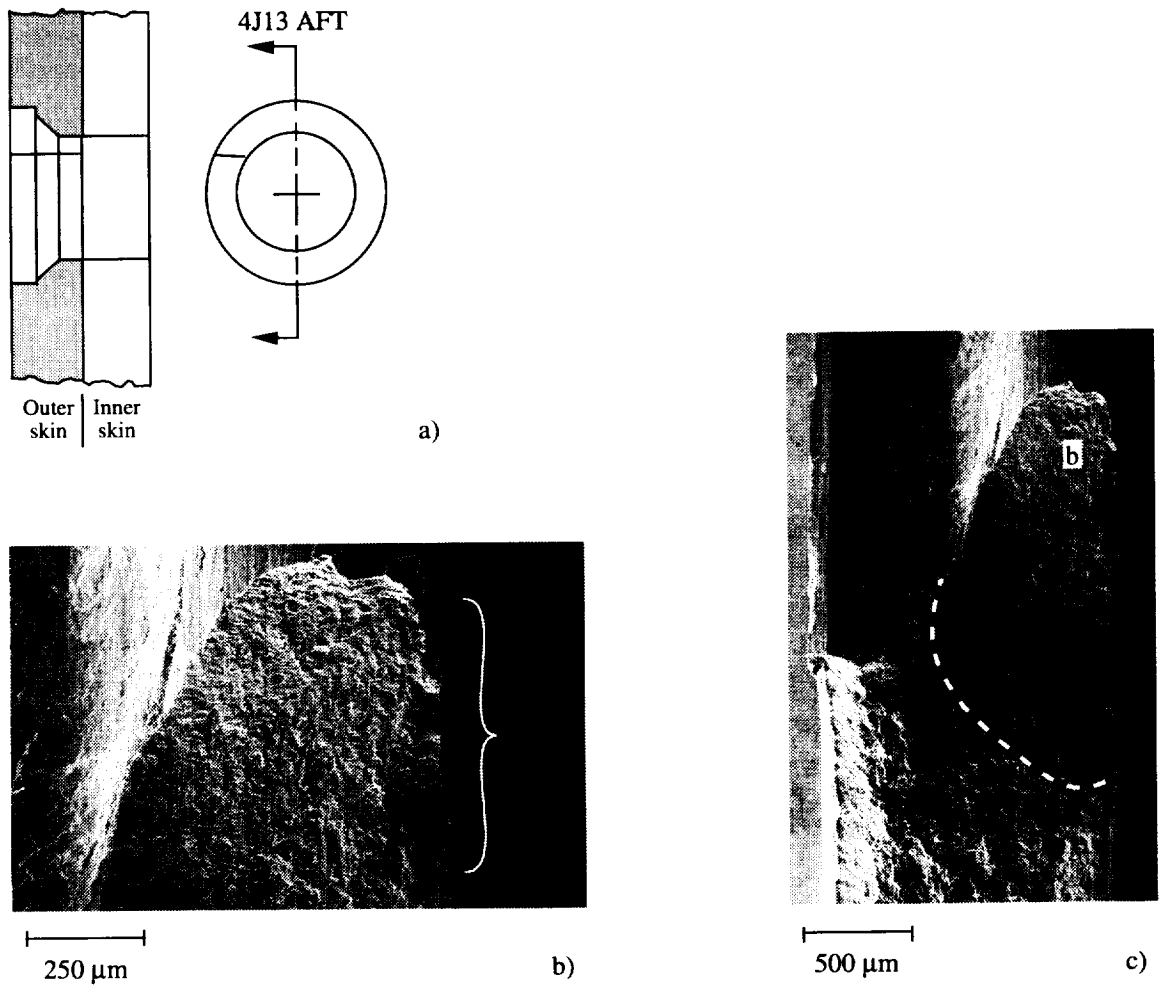 4J13 AFT
Outer skin
Inner skin
a)
b
250 μm
b)
500 μm
c)